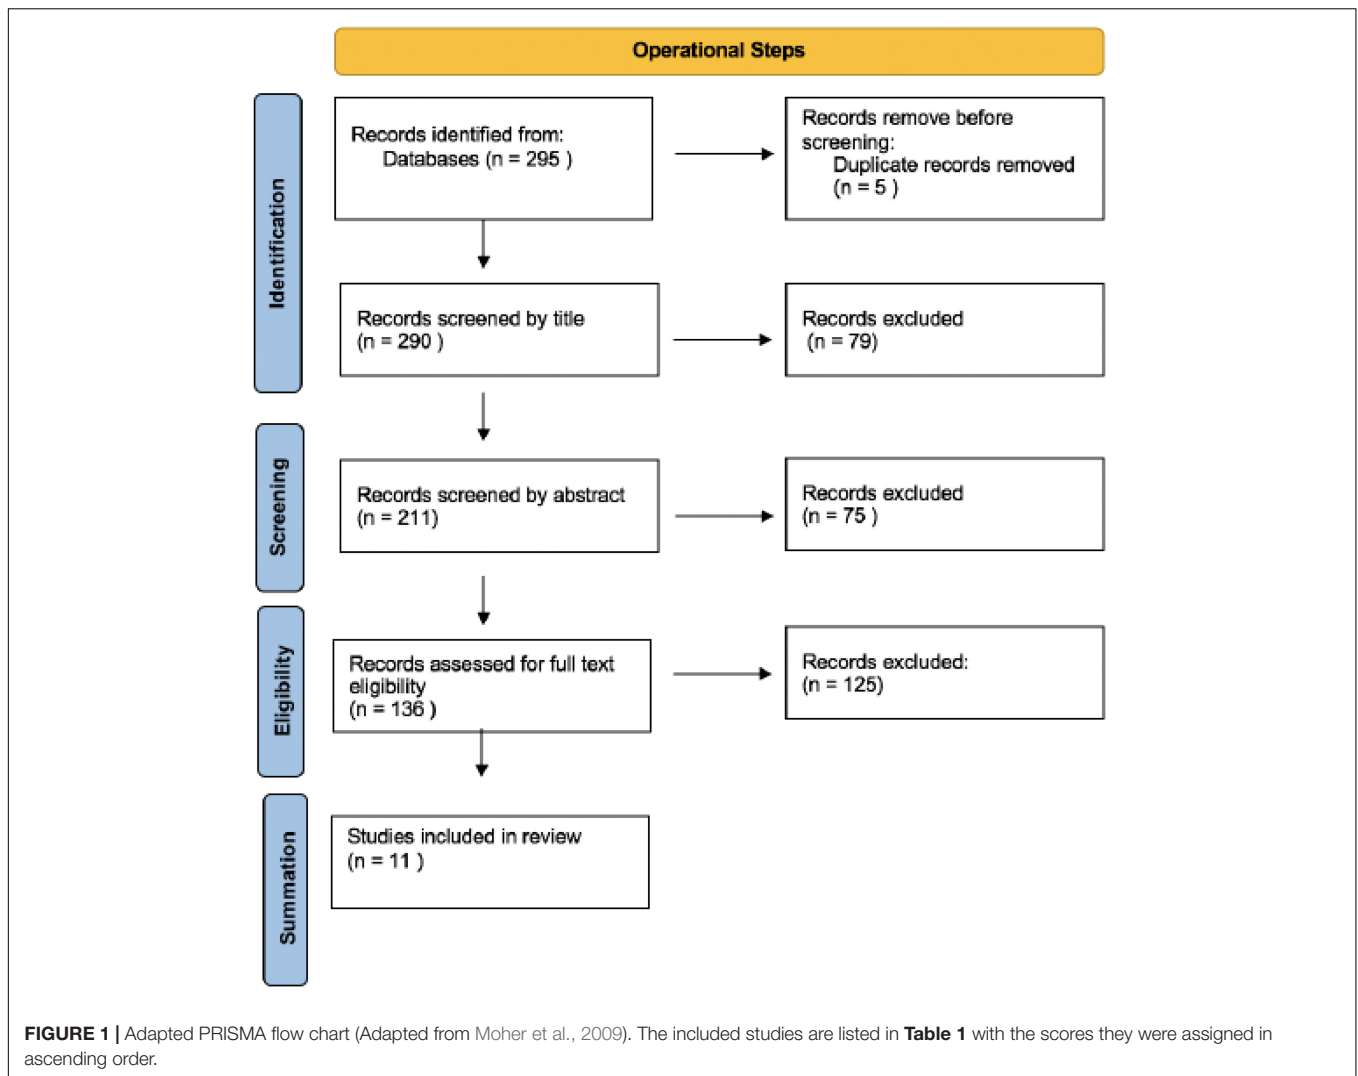 Operational Steps
Identification
Records identified from:
Databases (n = 295 )
Records remove before
screening:
Duplicate records removed
(n = 5 )
Records screened by title
(n = 290 )
Records excluded
(n = 79)
Screening
Records screened by abstract
(n = 211)
Records excluded
(n = 75 )
Eligibility
Records assessed for full text
eligibility
(n = 136 )
Records excluded:
(n = 125)
Summation
Studies included in review
(n = 11 )
FIGURE 1 | Adapted PRISMA flow chart (Adapted from Moher et al., 2009). The included studies are listed in Table 1 with the scores they were assigned in
ascending order.